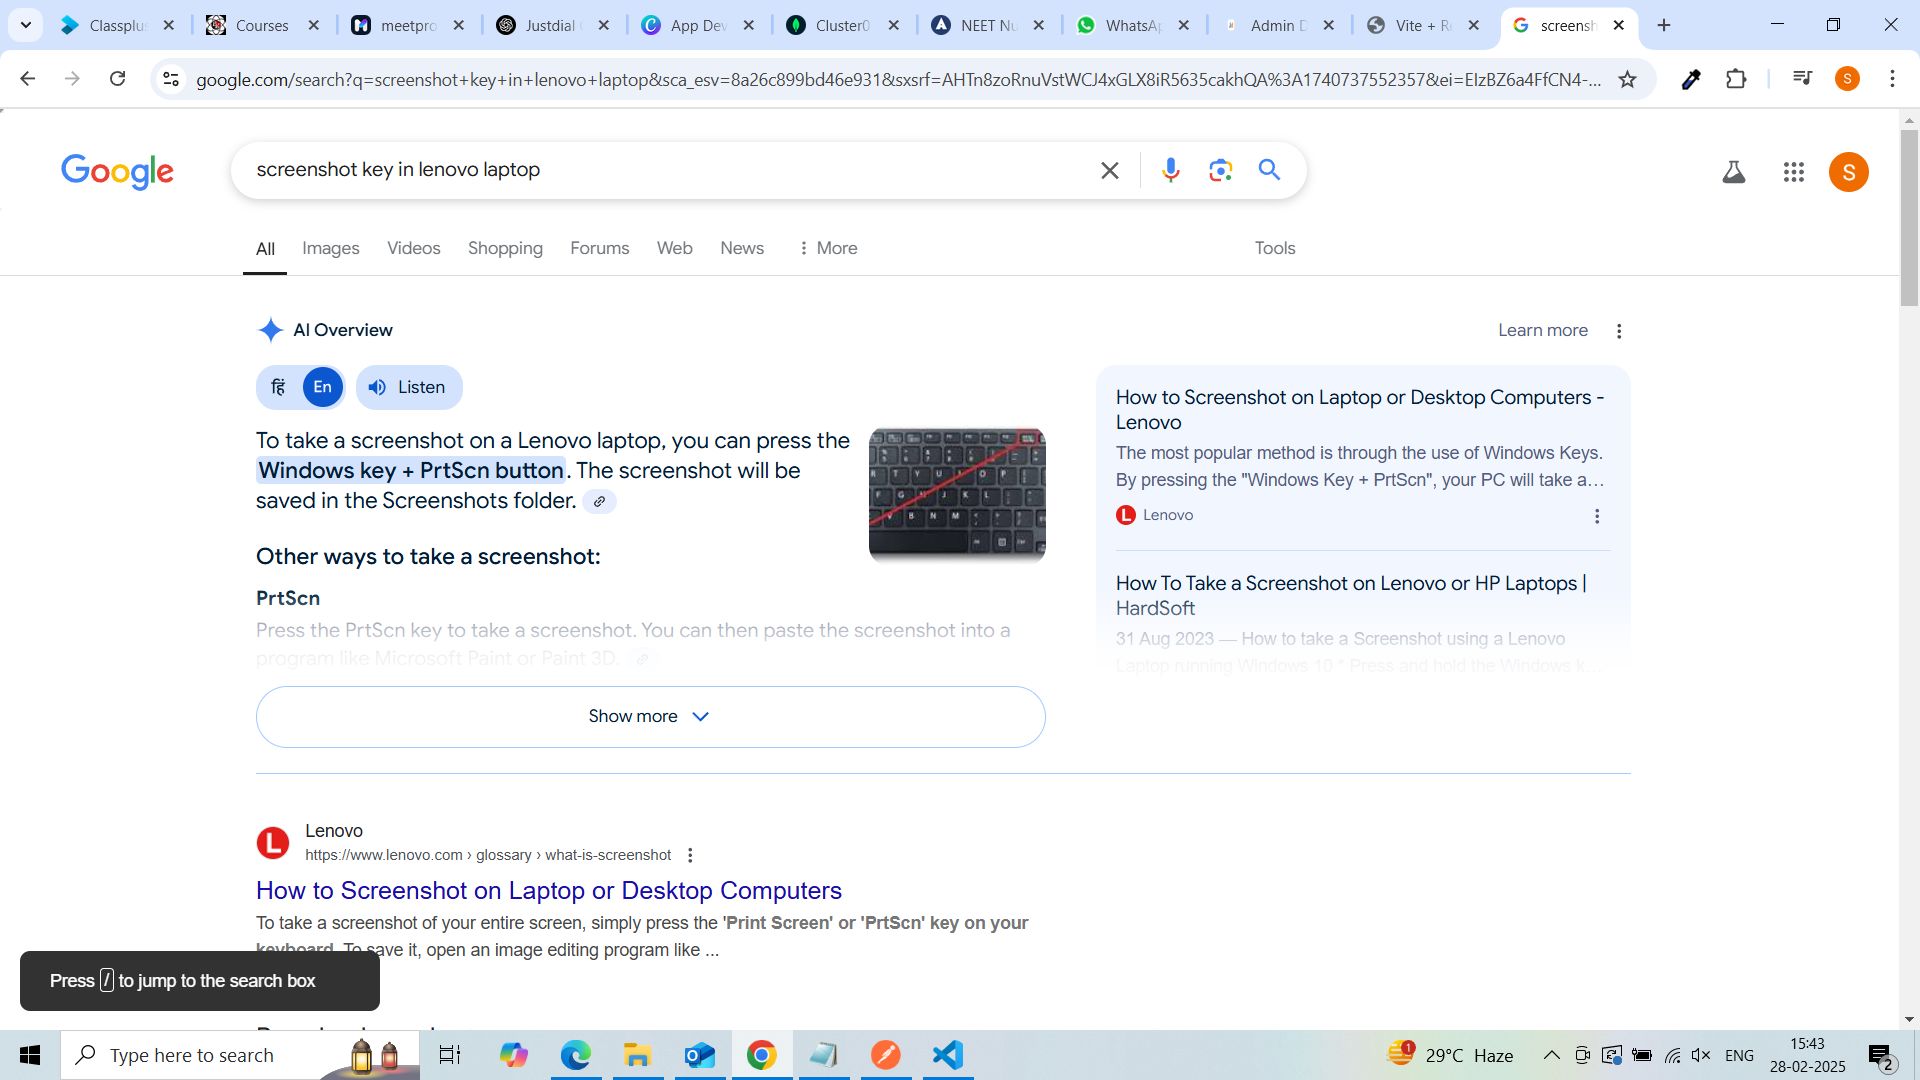 Classplus
Courses
meetpro
Justdial
App Dev
Cluster0
NEET Nu
WhatsAp
Admin D
Vite + Re
screensh
google.com/search?q=screenshot+key+in+lenovo+laptop&sca_esv=8a26c899bd46e931&sxsrf=AHTn8zoRnuVstWCJ4xGLX8iR5635cakhQA%3A1740737552357&ei=EIzBZ6a4FfCN4-...
S
Google
screenshot key in lenovo laptop
S
All Images Videos Shopping Forums Web News More Tools
AI Overview
Learn more
हिं En Listen
To take a screenshot on a Lenovo laptop, you can press the
Windows key + PrtScn button. The screenshot will be
saved in the Screenshots folder.
Other ways to take a screenshot:
PrtScn
Press the PrtScn key to take a screenshot. You can then paste the screenshot into a
program like Microsoft Paint or Paint 3D.
Show more
How to Screenshot on Laptop or Desktop Computers -
Lenovo
The most popular method is through the use of Windows Keys.
By pressing the "Windows Key + PrtScn", your PC will take a…
L Lenovo
How To Take a Screenshot on Lenovo or HP Laptops |
HardSoft
31 Aug 2023 — How to take a Screenshot using a Lenovo
Laptop running Windows 10 * Press and hold the Windows k…
L Lenovo
https://www.lenovo.com › glossary › what-is-screenshot
How to Screenshot on Laptop or Desktop Computers
To take a screenshot of your entire screen, simply press the 'Print Screen' or 'PrtScn' key on your
keyboard. To save it, open an image editing program like ...
Press / to jump to the search box
Type here to search
1
29°C Haze
ENG
15:43
28-02-2025
2